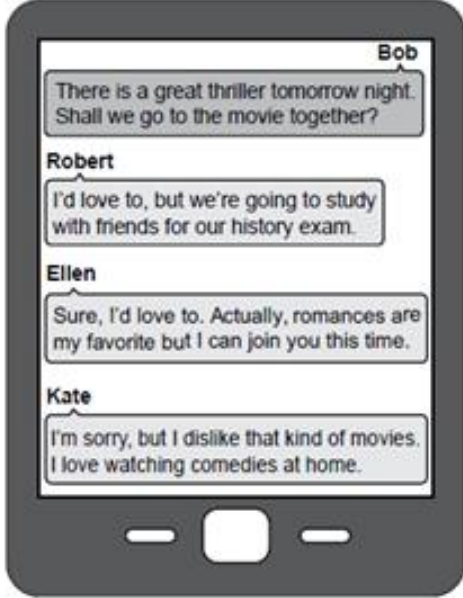 Bob
There is a great thriller tomorrow night.
Shall we go to the movie together?
Robert
I'd love to, but we're going to study
with friends for our history exam.
Ellen
Sure, I'd love to. Actually, romances are
my favorite but I can join you this time.
Kate
I'm sorry, but I dislike that kind of movies.
I love watching comedies at home.